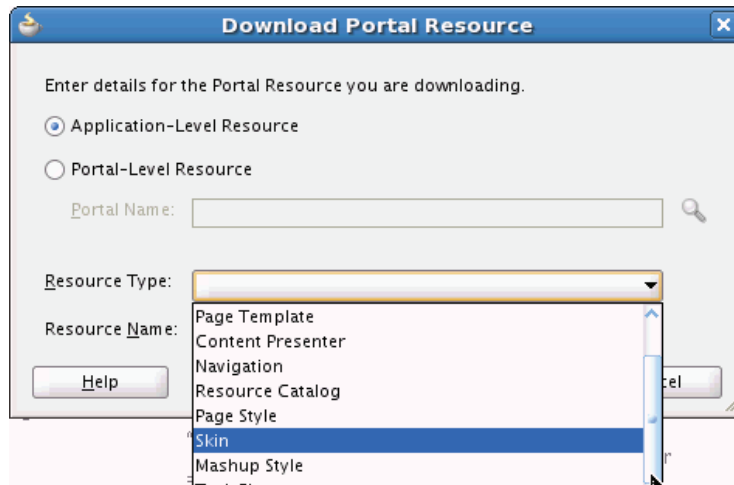 Download Portal Resource
Enter details for the Portal Resource you are downloading.
Application-Level Resource
Portal-Level Resource
Portal Name:
Resource Type:
Page Template
Resource Name:
Content Presenter
Navigation
Help
Resource Catalog
Page Style
Skin
Mashup Style